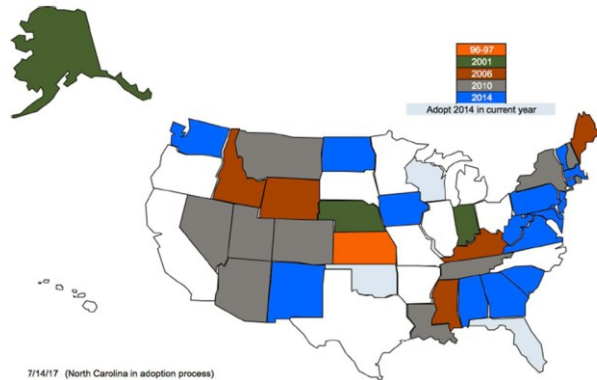 96-97
2001
2006
2010
2014
Adopt 2014 in current year
7/14/17 (North Carolina in adoption process)